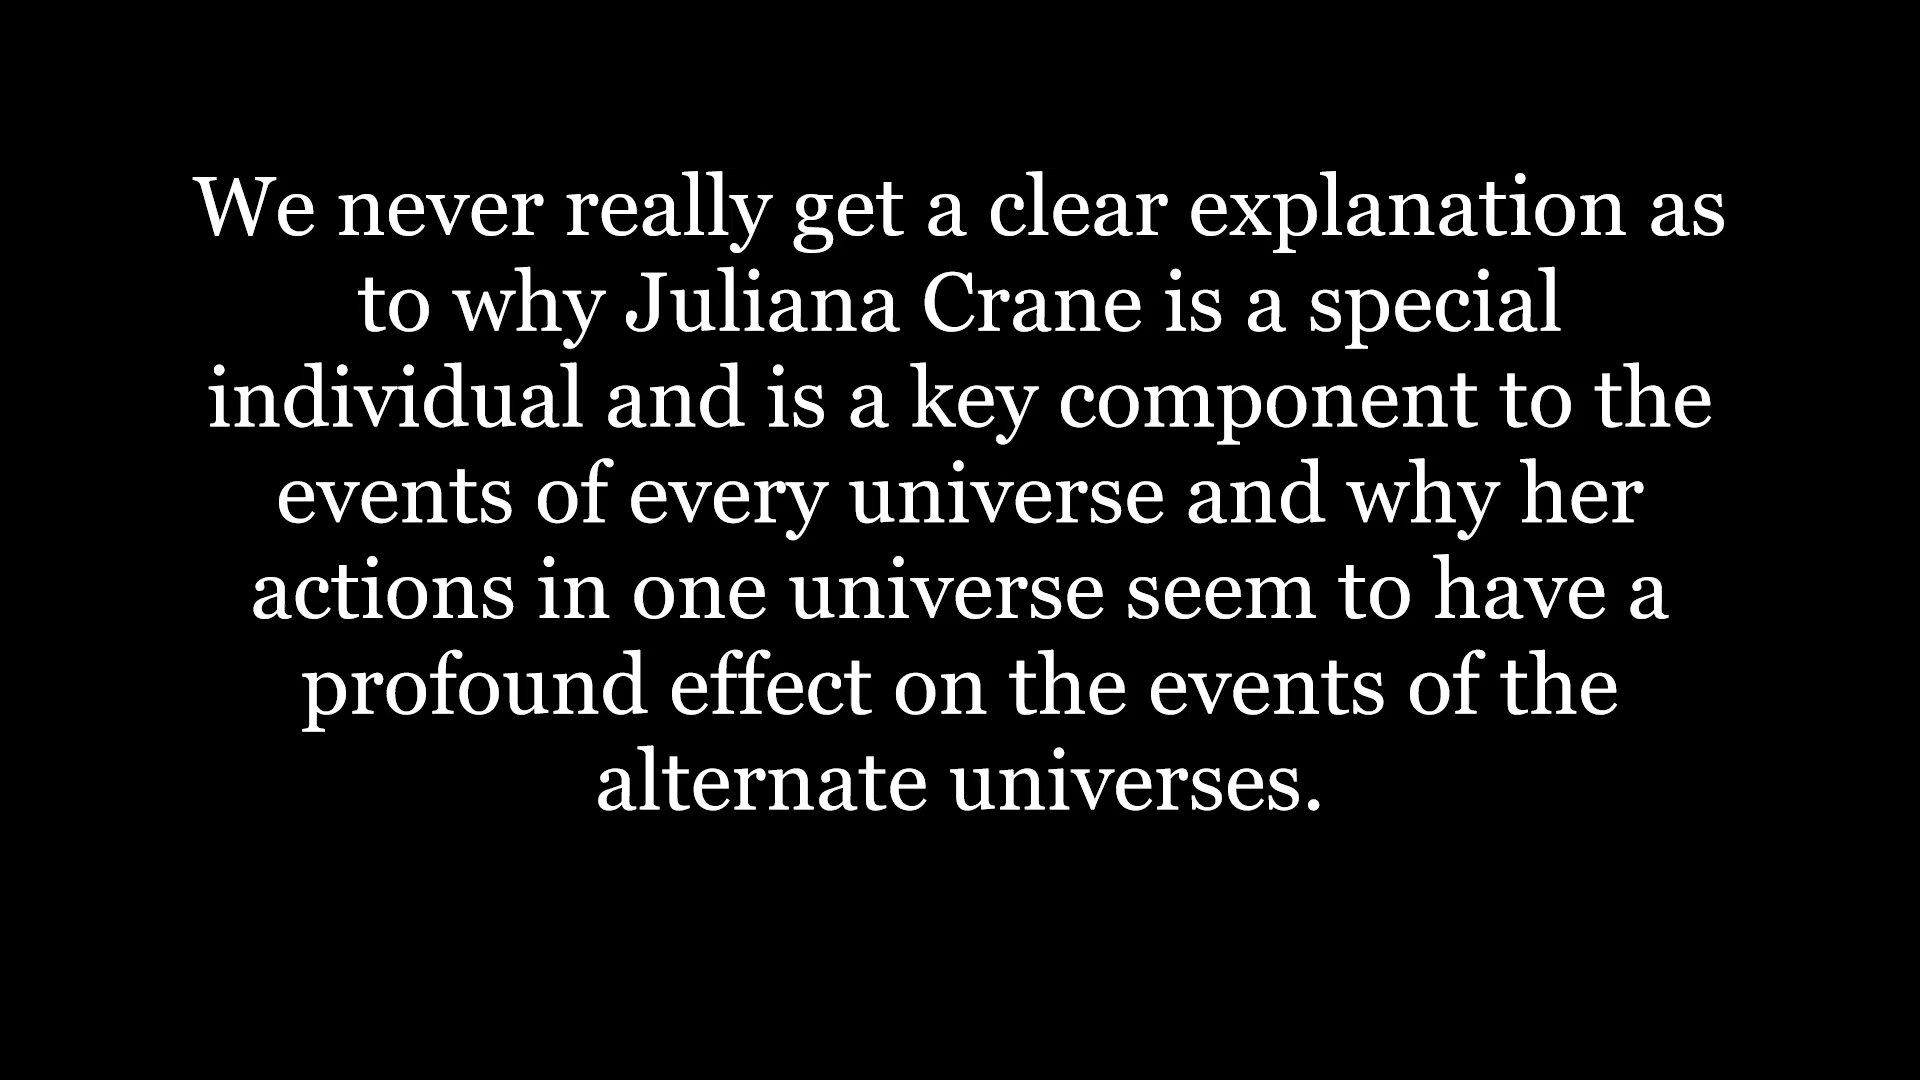 We never really get a clear explanation as
to why Juliana Crane is a special
individual and is a key component to the
events of every universe and why her
actions in one universe seem to have a
profound effect on the events of the
alternate universes.